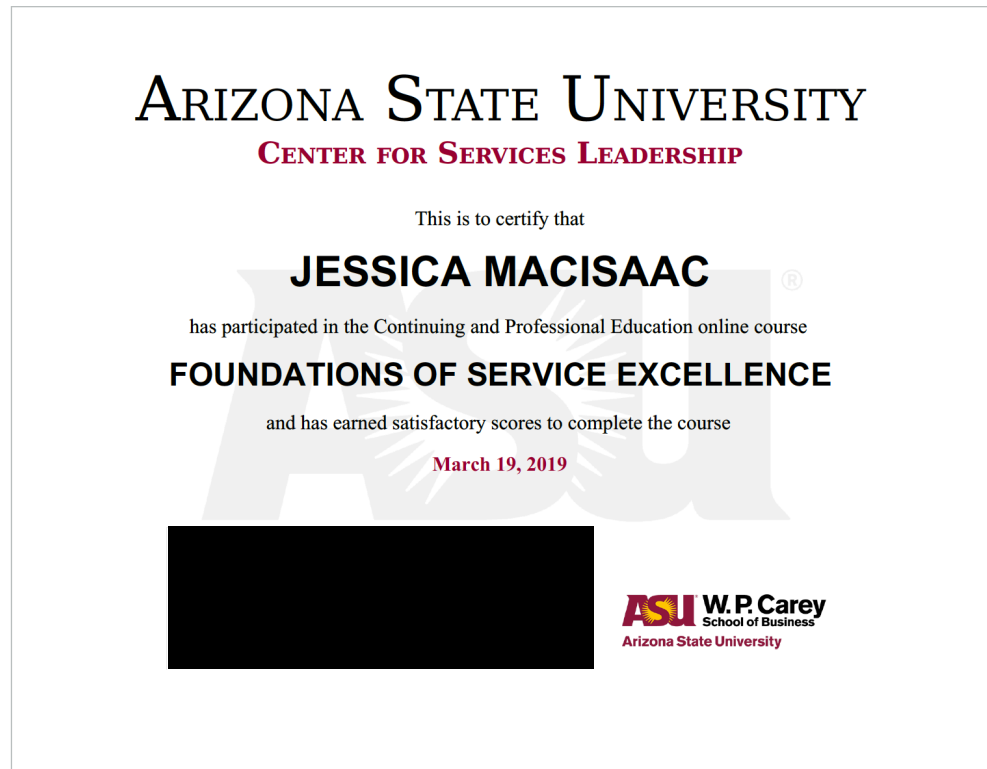 ARIZONA STATE UNIVERSITY
CENTER FOR SERVICES LEADERSHIP
This is to certify that
JESSICA MACISAAC
has participated in the Continuing and Professional Education online course
FOUNDATIONS OF SERVICE EXCELLENCE
and has earned satisfactory scores to complete the course
March 19, 2019
ASU®
ASU W. P. Carey
School of Business
Arizona State University